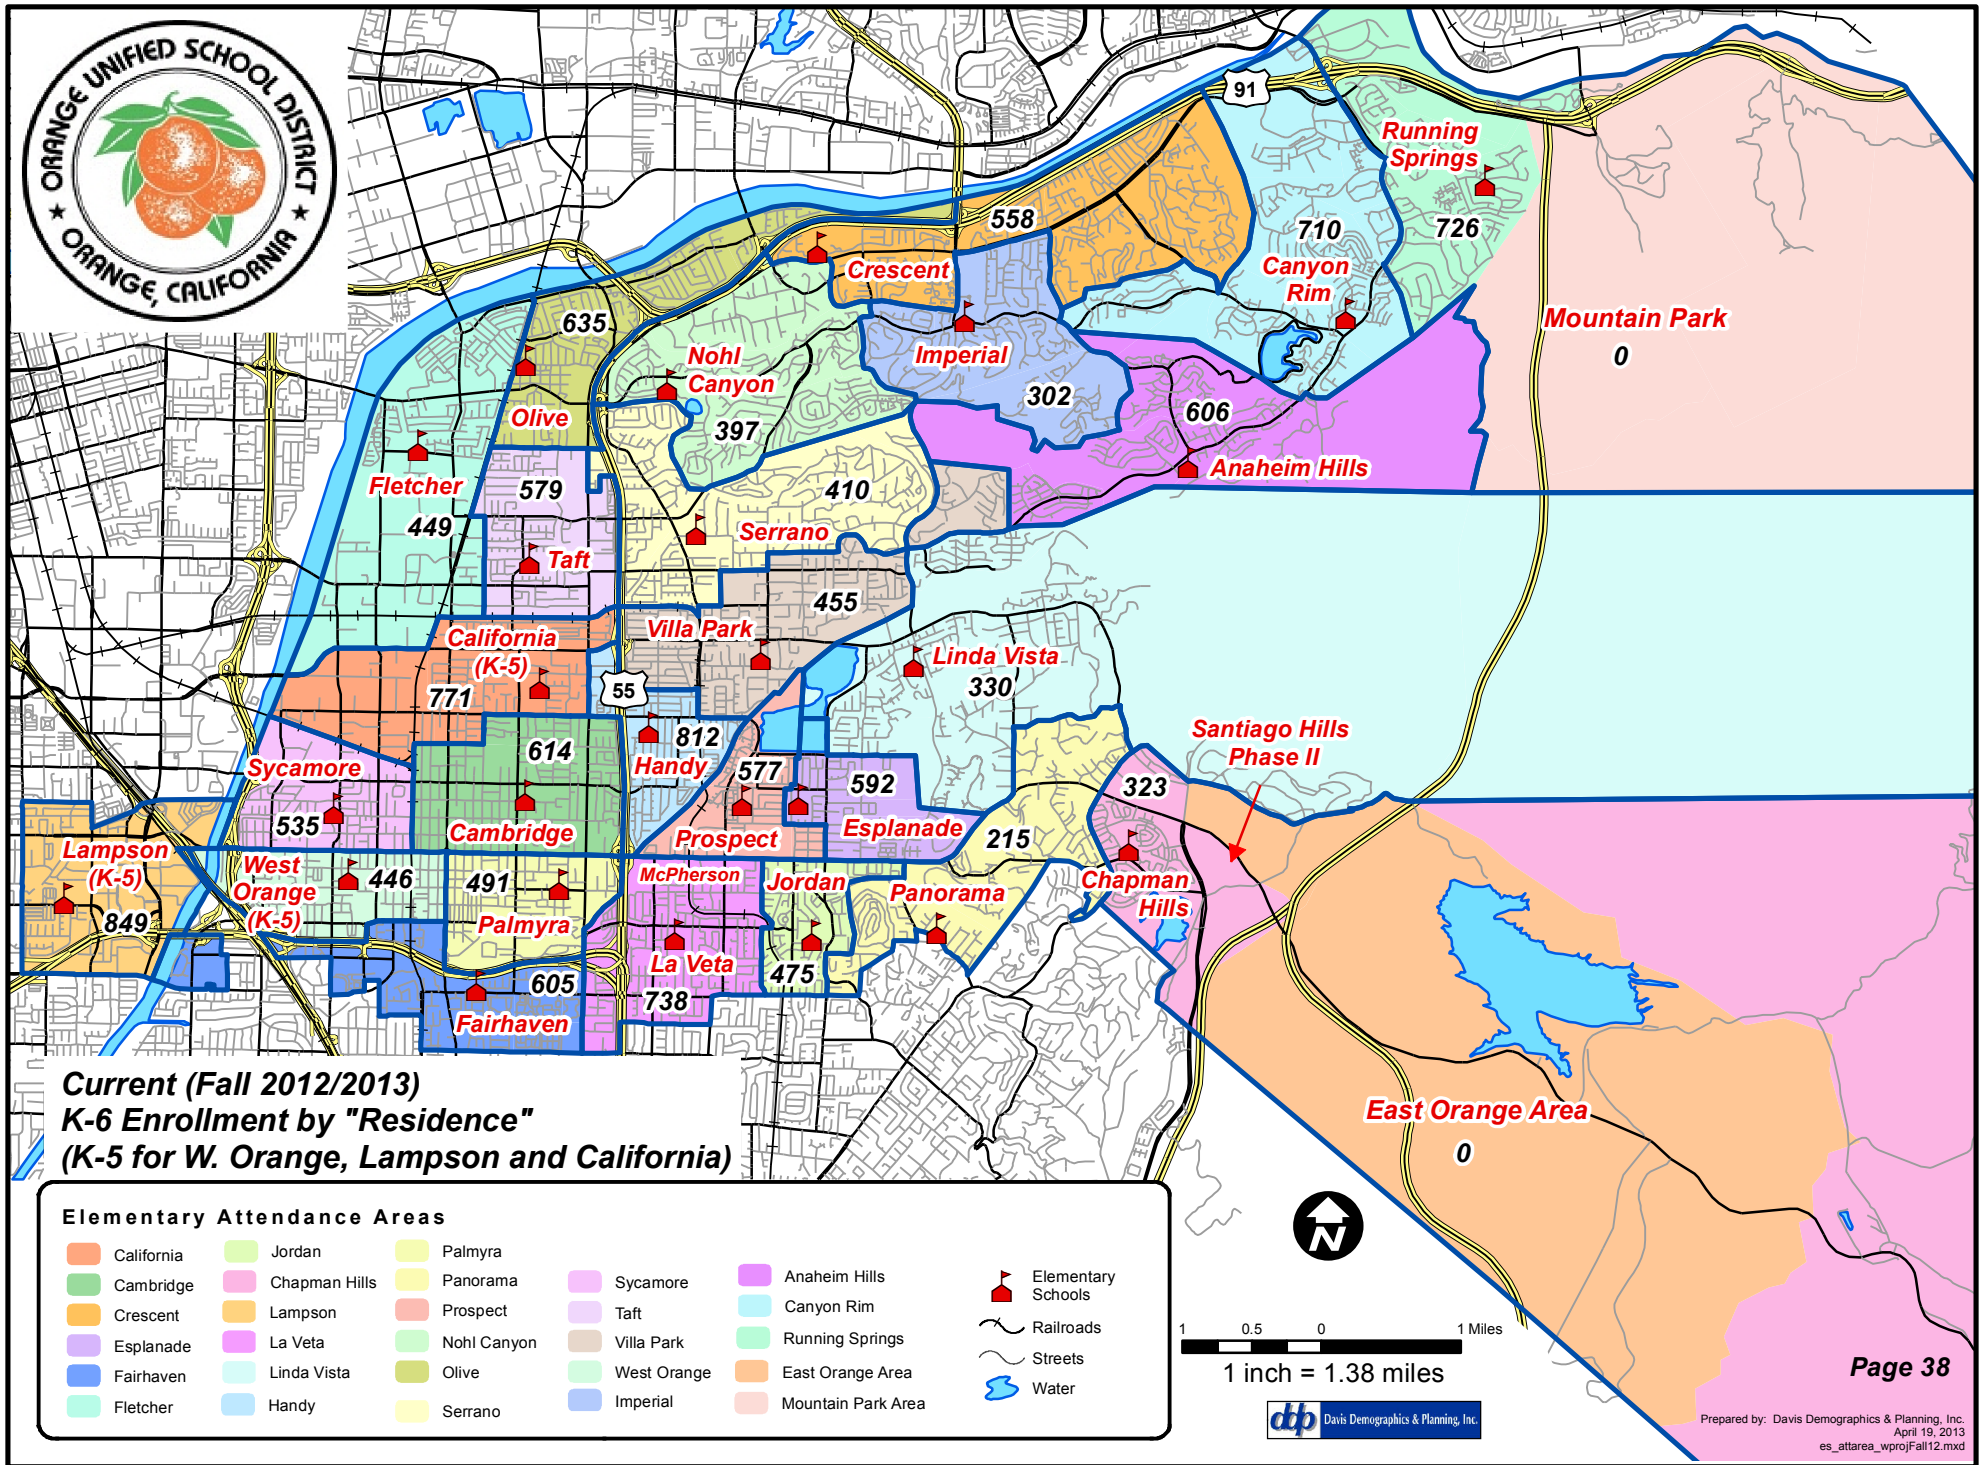 ORANGE UNIFIED SCHOOL DISTRICT
ORANGE, CALIFORNIA
91
Running
Springs
726
558
710
Canyon
Rim
Crescent
635
Mountain Park
0
Nohl
Canyon
Imperial
302
606
Olive
397
Anaheim Hills
Fletcher
579
410
449
Serrano
Taft
455
California
(K-5)
Villa Park
Linda Vista
330
771
55
Santiago Hills
Phase II
614
812
Handy
577
592
323
Sycamore
535
Cambridge
Prospect
Esplanade
215
Lampson
(K-5)
849
West
Orange
(K-5)
446
491
Palmyra
McPherson
Jordan
Panorama
Chapman
Hills
La Veta
475
605
738
Fairhaven
East Orange Area
0
Current (Fall 2012/2013)
K-6 Enrollment by "Residence"
(K-5 for W. Orange, Lampson and California)
Elementary Attendance Areas
California
Cambridge
Crescent
Esplanade
Fairhaven
Fletcher
Jordan
Chapman Hills
Lampson
La Veta
Linda Vista
Handy
Palmyra
Panorama
Prospect
Nohl Canyon
Olive
Serrano
Sycamore
Taft
Villa Park
West Orange
Imperial
Anaheim Hills
Canyon Rim
Running Springs
East Orange Area
Mountain Park Area
Elementary
Schools
Railroads
Streets
Water
N
1 0.5 0 1 Miles
1 inch = 1.38 miles
ddp Davis Demographics & Planning, Inc.
Page 38
Prepared by: Davis Demographics & Planning, Inc.
April 19, 2013
es_attarea_wprojFall12.mxd